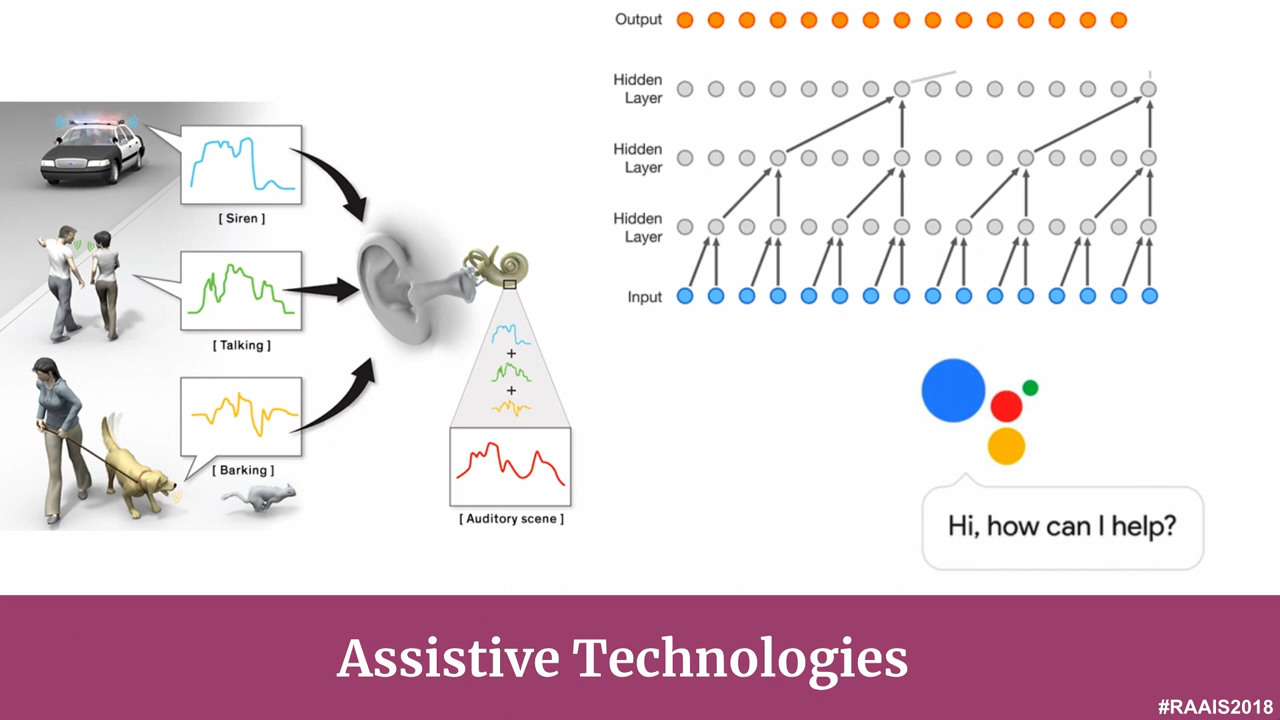 [ Siren ]
[ Talking ]
[ Barking ]
+
+
[ Auditory scene ]
Output
Hidden
Layer
Hidden
Layer
Hidden
Layer
Input
Hi, how can I help?
Assistive Technologies
#RAAIS2018